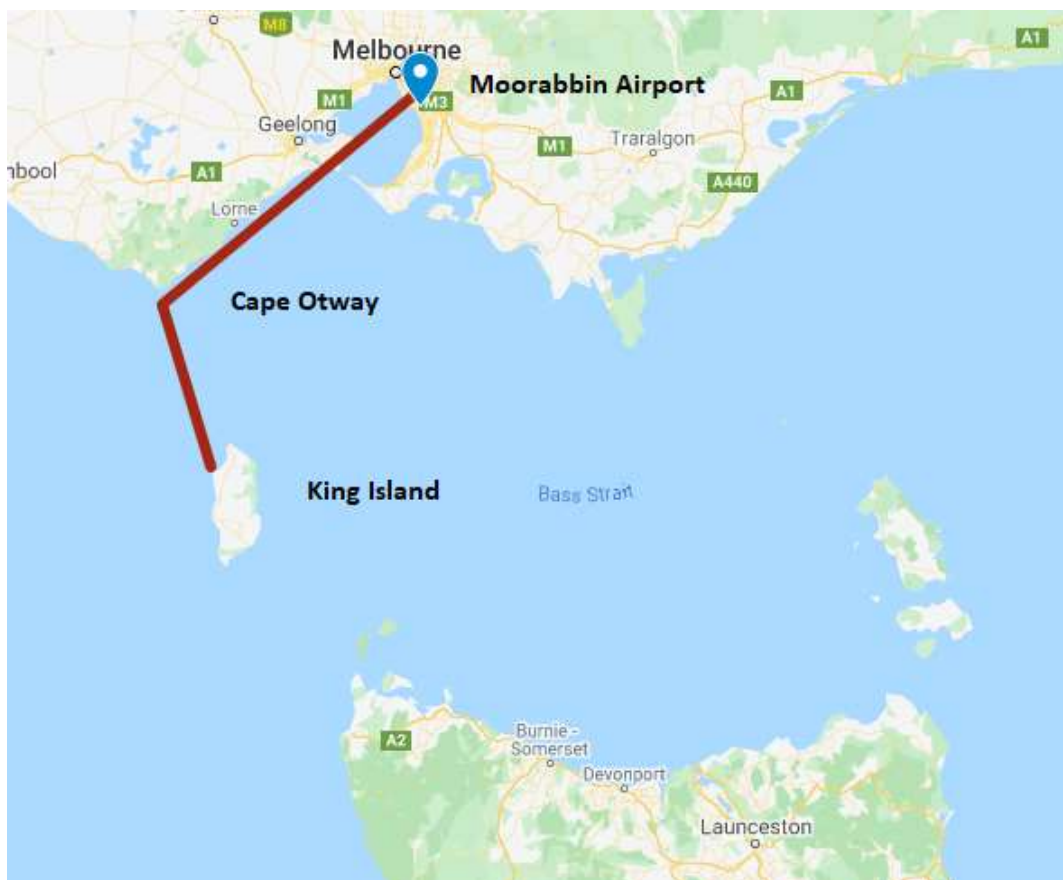 M8
Melbourne
A1
M1
M3
Moorabbin Airport
A1
Geelong
M1
Traralgon
nbool
A1
A440
Lorne
Cape Otway
King Island
Bass Strait
A2
Burnie -
Somerset
Devonport
Launceston